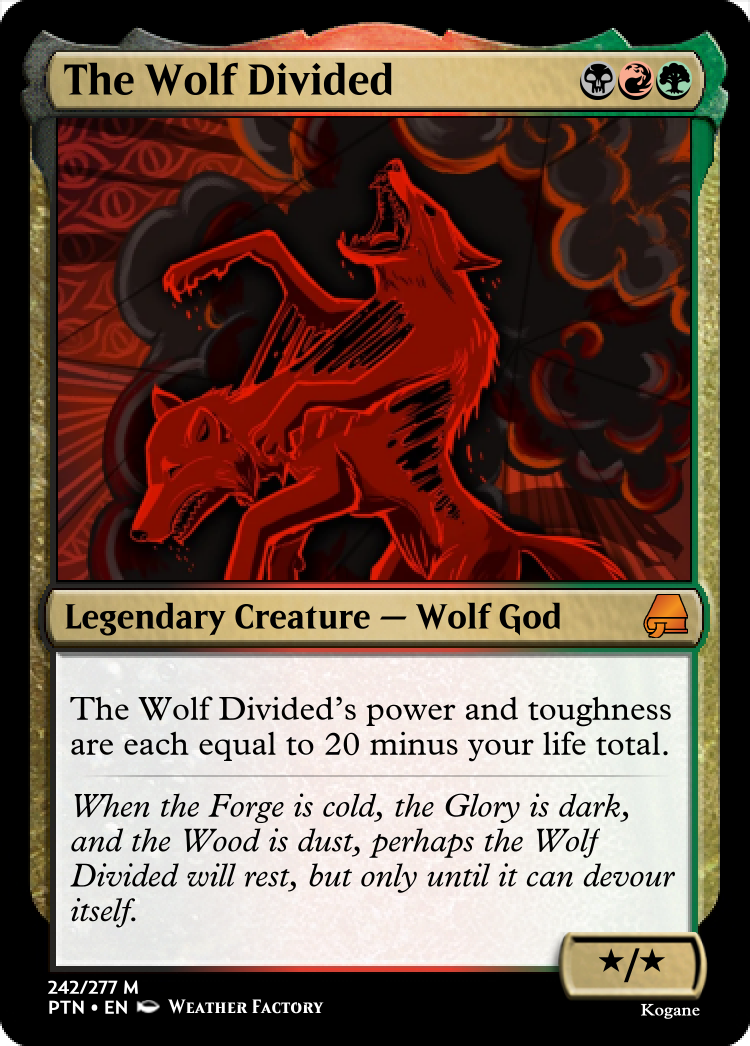 The Wolf Divided
Legendary Creature — Wolf God
The Wolf Divided's power and toughness
are each equal to 20 minus your life total.
When the Forge is cold, the Glory is dark,
and the Wood is dust, perhaps the Wolf
Divided will rest, but only until it can devour
itself.
★/★
242/277 M
PTN • EN Weather Factory
Kogane